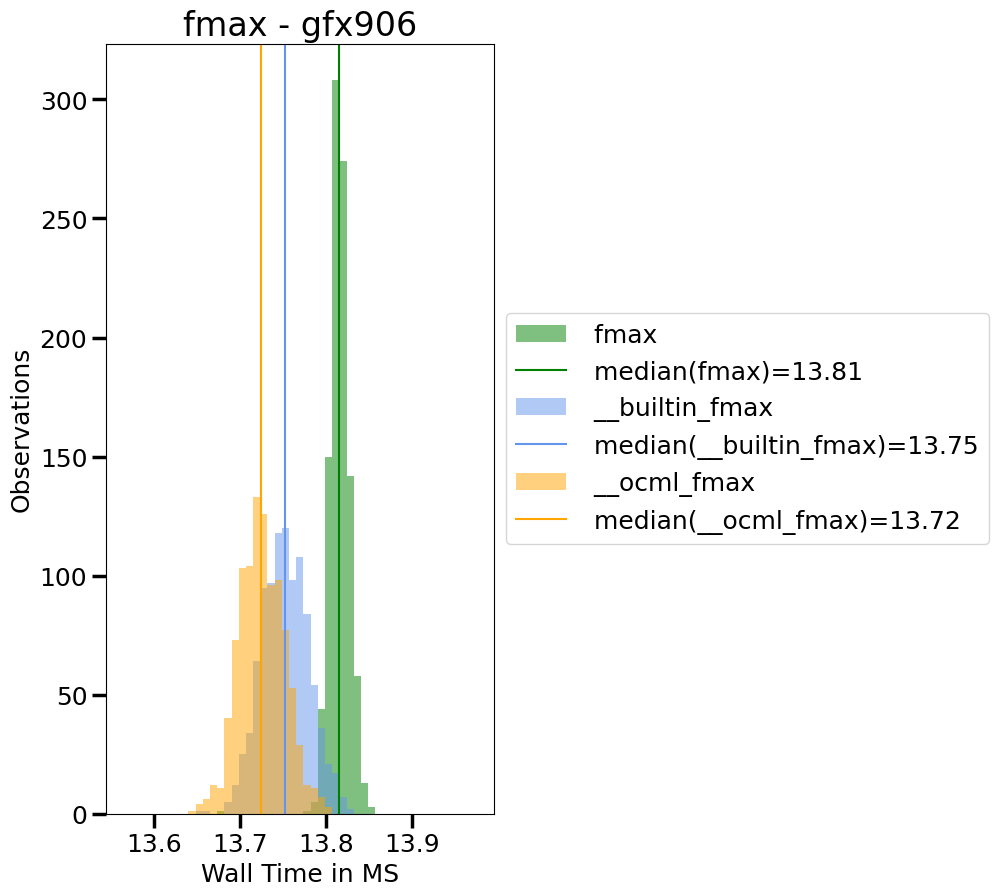 fmax - gfx906
300
250
200
150
100
50
0
Observations
13.6 13.7 13.8 13.9
Wall Time in MS
fmax
median(fmax)=13.81
__builtin_fmax
median(__builtin_fmax)=13.75
__ocml_fmax
median(__ocml_fmax)=13.72